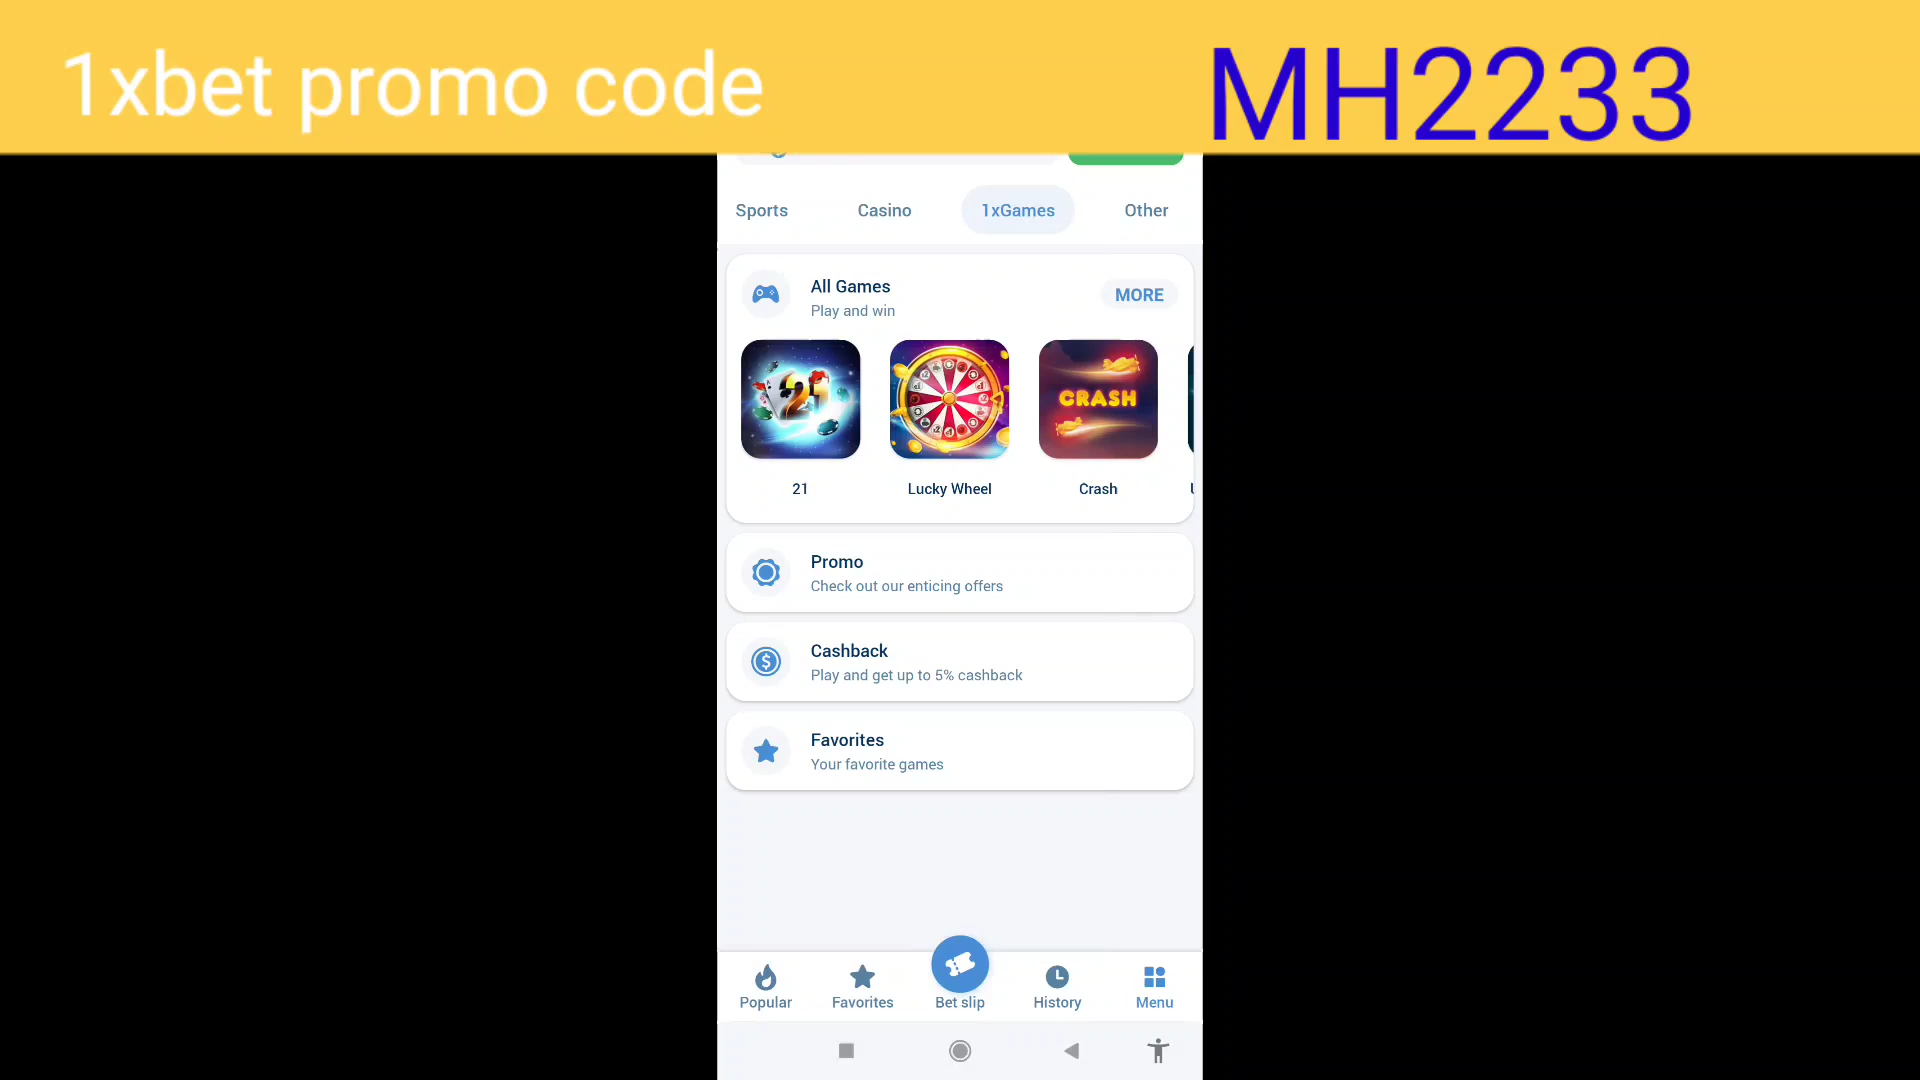 1xbet promo code MH2233
Sports Casino 1xGames Other
All Games
Play and win
MORE
21
CRASH
21 Lucky Wheel Crash
Promo
Check out our enticing offers
Cashback
Play and get up to 5% cashback
Favorites
Your favorite games
Popular Favorites Bet slip History Menu